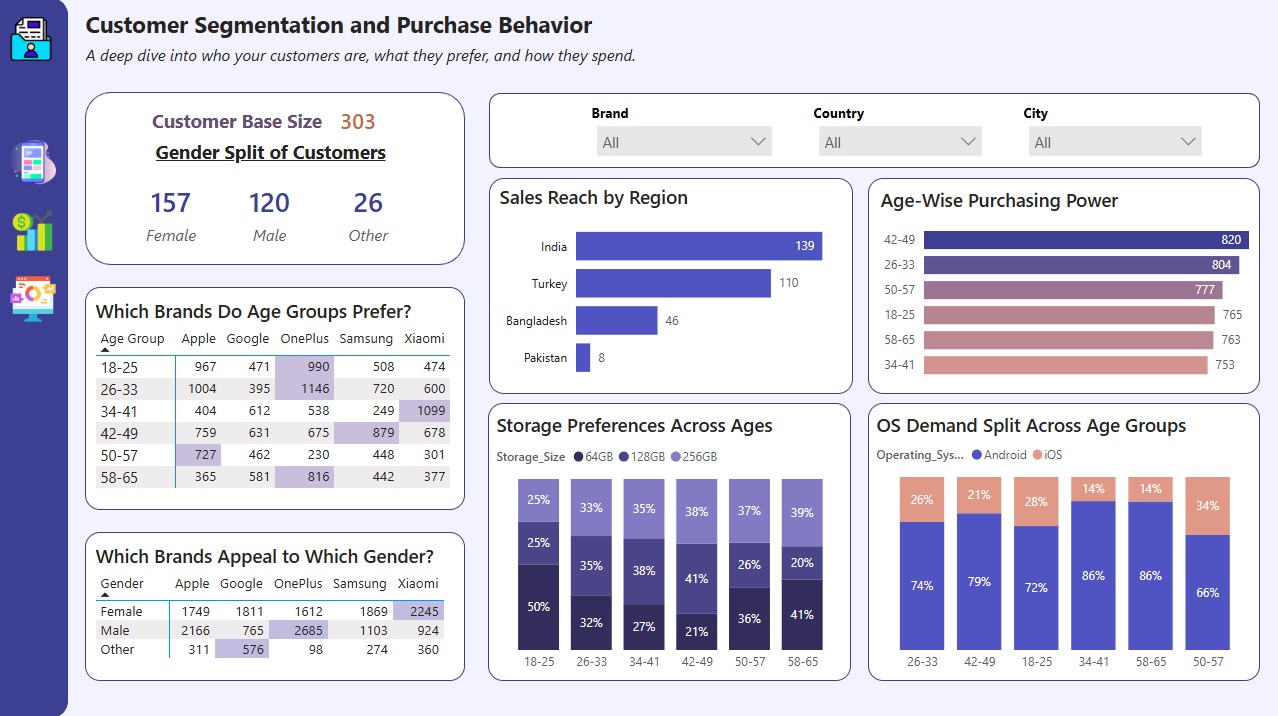 Customer Segmentation and Purchase Behavior
A deep dive into who your customers are, what they prefer, and how they spend.
Customer Base Size 303
Gender Split of Customers
157 120 26
Female Male Other
Brand Country City
All All All
Which Brands Do Age Groups Prefer?
Age Group Apple Google OnePlus Samsung Xiaomi
18-25 967 471 990 508 474
26-33 1004 395 1146 720 600
34-41 404 612 538 249 1099
42-49 759 631 675 879 678
50-57 727 462 230 448 301
58-65 365 581 816 442 377
Which Brands Appeal to Which Gender?
Gender Apple Google OnePlus Samsung Xiaomi
Female 1749 1811 1612 1869 2245
Male 2166 765 2685 1103 924
Other 311 576 98 274 360
Sales Reach by Region
India 139
Turkey 110
Bangladesh 46
Pakistan 8
Age-Wise Purchasing Power
42-49 820
26-33 804
50-57 777
18-25 765
58-65 763
34-41 753
Storage Preferences Across Ages
Storage_Size 64GB 128GB 256GB
25% 33% 35% 38% 37% 39%
25% 35% 38% 41% 26% 20%
50% 32% 27% 21% 36% 41%
18-25 26-33 34-41 42-49 50-57 58-65
OS Demand Split Across Age Groups
Operating_Sys... Android iOS
26% 21% 28% 14% 14% 34%
74% 79% 72% 86% 86% 66%
26-33 42-49 18-25 34-41 58-65 50-57